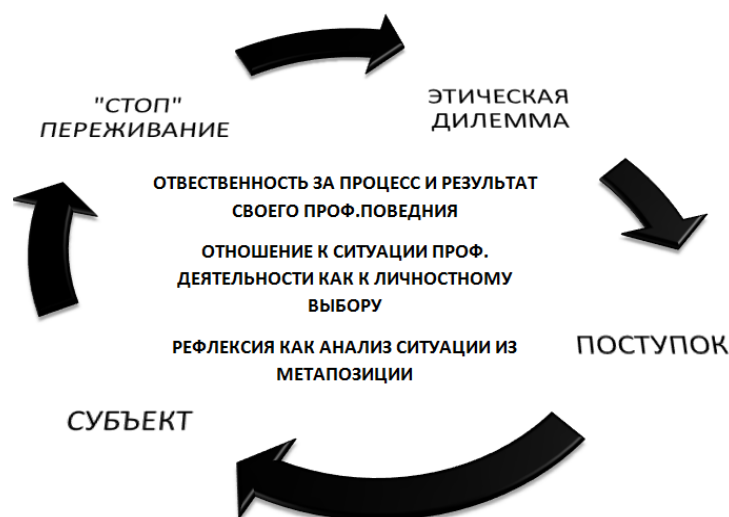 "СТОП"
ПЕРЕЖИВАНИЕ
ЭТИЧЕСКАЯ
ДИЛЕММА
ОТВЕСТВЕННОСТЬ ЗА ПРОЦЕСС И РЕЗУЛЬТАТ
СВОЕГО ПРОФ.ПОВЕДНИЯ
ОТНОШЕНИЕ К СИТУАЦИИ ПРОФ.
ДЕЯТЕЛЬНОСТИ КАК К ЛИЧНОСТНОМУ
ВЫБОРУ
РЕФЛЕКСИЯ КАК АНАЛИЗ СИТУАЦИИ ИЗ
МЕТАПОЗИЦИИ
ПОСТУПОК
СУБЪЕКТ